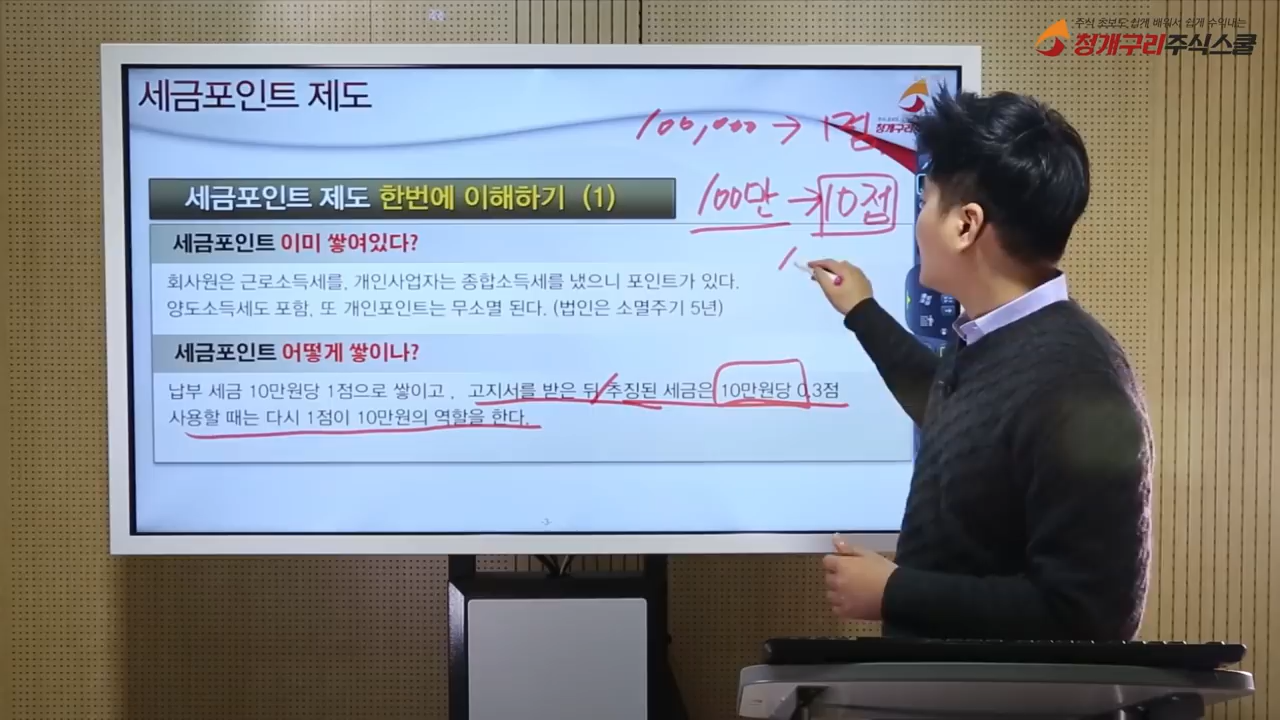 주식 초보도 쉽게 배워서 쉽게 수익내는
청개구리주식스쿨
세금포인트 제도
100,000 → 1점
세금포인트 제도 한번에 이해하기 (1)
100만 → 10점
세금포인트 이미 쌓여있다?
회사원은 근로소득세를, 개인사업자는 종합소득세를 냈으니 포인트가 있다.
양도소득세도 포함, 또 개인포인트는 무소멸 된다. (법인은 소멸주기 5년)
세금포인트 어떻게 쌓이나?
납부 세금 10만원당 1점으로 쌓이고 , 고지서를 받은 뒤 추징된 세금은 10만원당 0.3점
사용할 때는 다시 1점이 10만원의 역할을 한다.
-3-